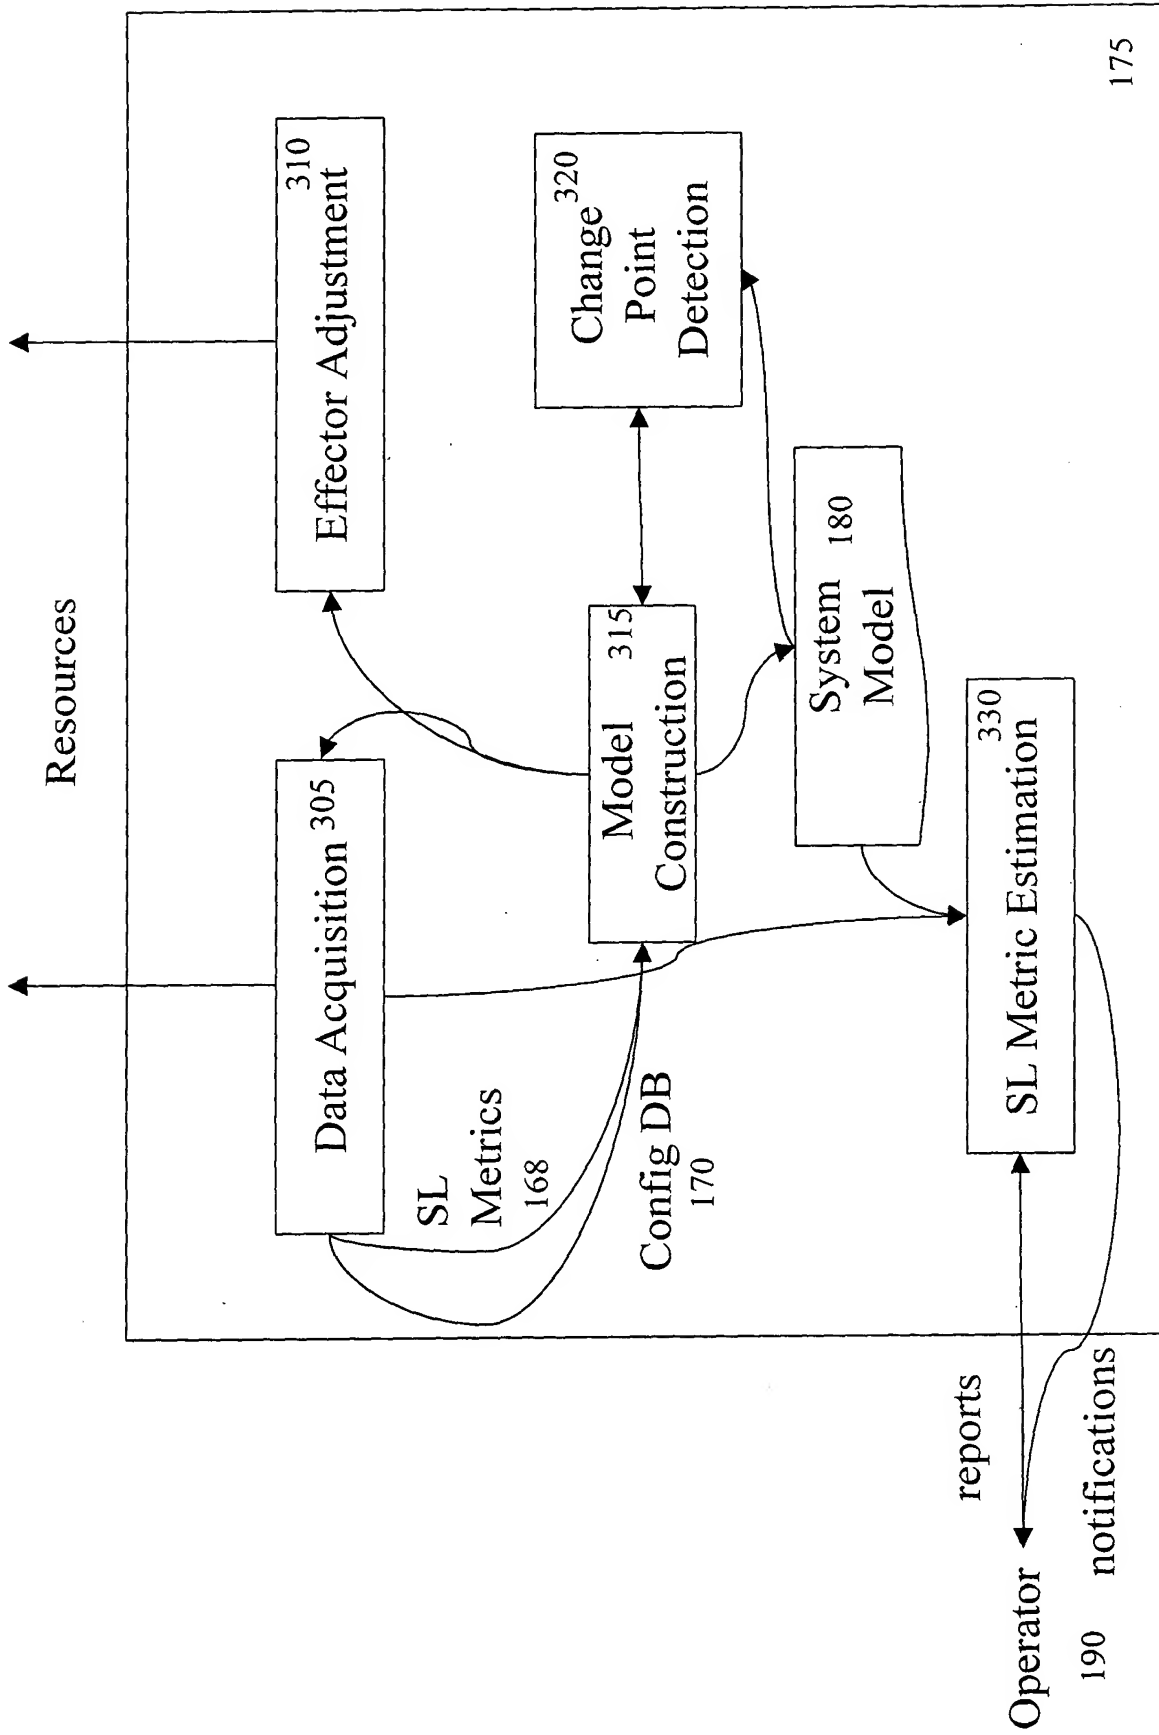 Resources
Data Acquisition 305
310
Effector Adjustment
SL
Metrics
168
Config DB
170
Model 315
Construction
Change 320
Point
Detection
System 180
Model
330
SL Metric Estimation
reports
Operator
190
notifications
175